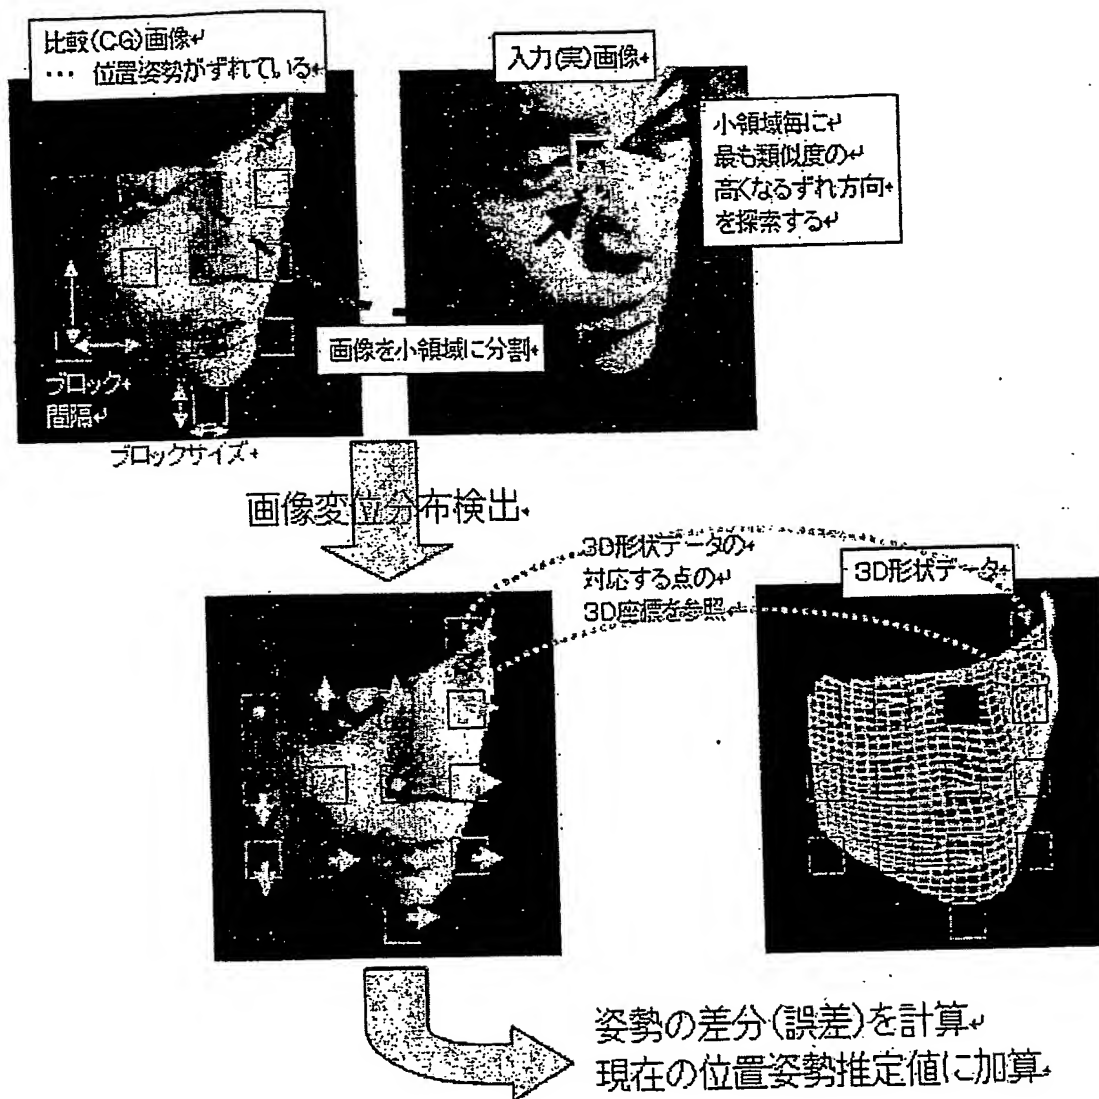 比較(CG)画像↵
… 位置姿勢がずれている
入力(実)画像
小領域毎に↵
最も類似度の↵
高くなるずれ方向
を探索する↵
画像を小領域に分割
ブロック
間隔↵
ブロックサイズ
画像変位分布検出
3D形状データの
対応する点の↵
3D座標を参照
3D形状データ
姿勢の差分(誤差)を計算↵
現在の位置姿勢推定値に加算